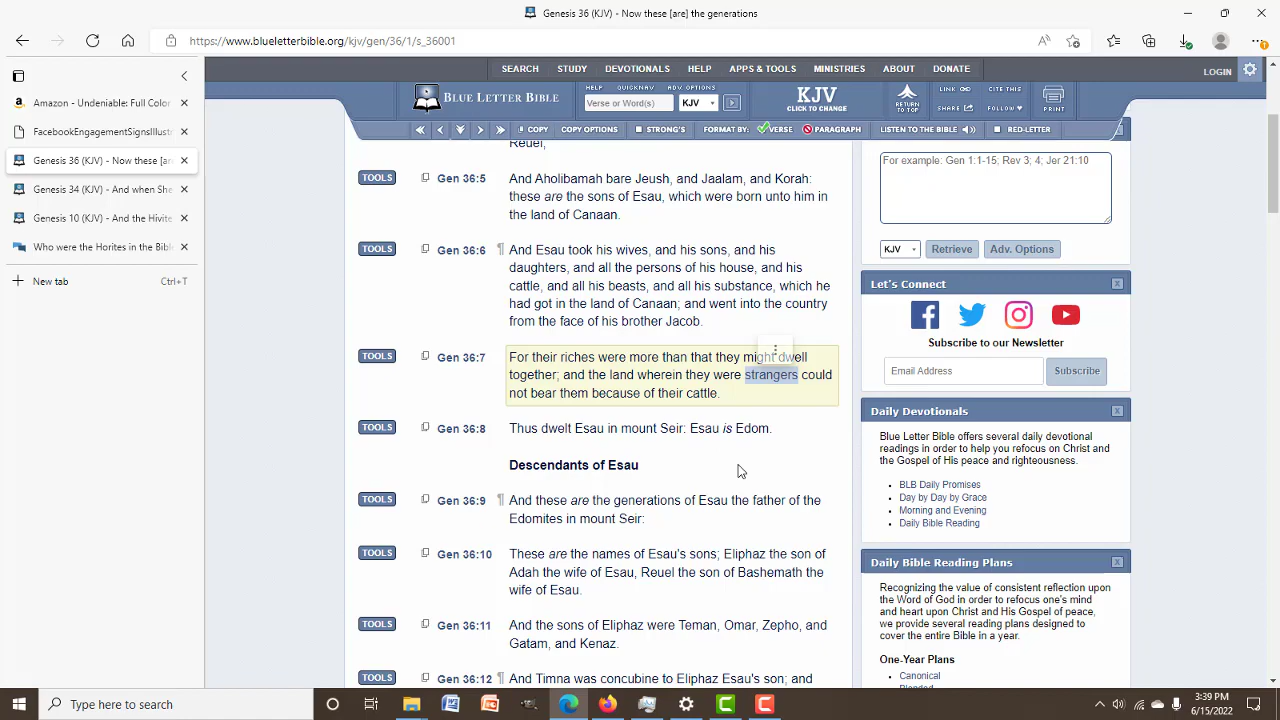 Genesis 36 (KJV) - Now these [are] the generations
https://www.blueletterbible.org/kjv/gen/36/1/s_36001
Amazon - Undeniable: Full Color
FacebookEngagementSignsIllust
Genesis 36 (KJV) - Now these [a
Genesis 34 (KJV) - And when She
Genesis 10 (KJV) - And the Hivit
Who were the Horites in the Bibl
New tab Ctrl+T
SEARCH STUDY DEVOTIONALS HELP APPS & TOOLS MINISTRIES ABOUT DONATE LOGIN
BLUE LETTER BIBLE
HELP QUICKNAV ADV. OPTIONS
Verse or Word(s) KJV
KJV
CLICK TO CHANGE
RETURN
TO TOP
LINK CITE THIS
SHARE FOLLOW
PRINT
COPY COPY OPTIONS STRONG'S FORMAT BY: VERSE PARAGRAPH LISTEN TO THE BIBLE RED-LETTER
Reuel;
TOOLS Gen 36:5 And Aholibamah bare Jeush, and Jaalam, and Korah:
these are the sons of Esau, which were born unto him in
the land of Canaan.
TOOLS Gen 36:6 ¶ And Esau took his wives, and his sons, and his
daughters, and all the persons of his house, and his
cattle, and all his beasts, and all his substance, which he
had got in the land of Canaan; and went into the country
from the face of his brother Jacob.
TOOLS Gen 36:7 For their riches were more than that they might dwell
together; and the land wherein they were strangers could
not bear them because of their cattle.
TOOLS Gen 36:8 Thus dwelt Esau in mount Seir: Esau is Edom.
Descendants of Esau
TOOLS Gen 36:9 ¶ And these are the generations of Esau the father of the
Edomites in mount Seir:
TOOLS Gen 36:10 These are the names of Esau's sons; Eliphaz the son of
Adah the wife of Esau, Reuel the son of Bashemath the
wife of Esau.
TOOLS Gen 36:11 And the sons of Eliphaz were Teman, Omar, Zepho, and
Gatam, and Kenaz.
TOOLS Gen 36:12 ¶ And Timna was concubine to Eliphaz Esau's son; and
For example: Gen 1:1-15; Rev 3; 4; Jer 21:10
KJV Retrieve Adv. Options
Let's Connect
Subscribe to our Newsletter
Email Address Subscribe
Daily Devotionals
Blue Letter Bible offers several daily devotional
readings in order to help you refocus on Christ and
the Gospel of His peace and righteousness.
BLB Daily Promises
Day by Day by Grace
Morning and Evening
Daily Bible Reading
Daily Bible Reading Plans
Recognizing the value of consistent reflection upon
the Word of God in order to refocus one's mind
and heart upon Christ and His Gospel of peace,
we provide several reading plans designed to
cover the entire Bible in a year.
One-Year Plans
Canonical
Type here to search
3:39 PM
6/15/2022